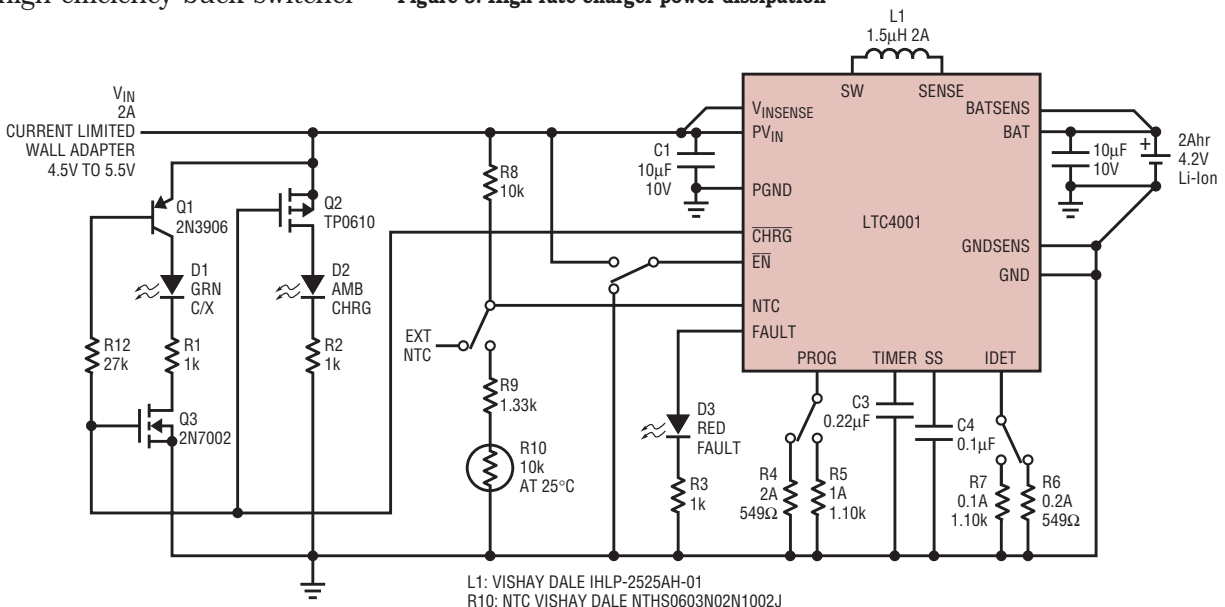 high efficiency buck switcher
Figure 3. High rate charger power dissipation
L1
1.5µH 2A
VIN
2A
CURRENT LIMITED
WALL ADAPTER
4.5V TO 5.5V
SW
SENSE
VINSENSE
PVIN
PGND
CHRG
EN
NTC
FAULT
PROG
TIMER
SS
IDET
LTC4001
BATSENS
BAT
GNDSENS
GND
C1
10µF
10V
10µF
10V
+
2Ahr
4.2V
Li-Ion
R8
10k
Q1
2N3906
Q2
TP0610
D1
GRN
C/X
D2
AMB
CHRG
R12
27k
R1
1k
R2
1k
EXT
NTC
R9
1.33k
Q3
2N7002
R10
10k
AT 25°C
D3
RED
FAULT
R3
1k
R4
2A
549Ω
R5
1A
1.10k
C3
0.22µF
C4
0.1µF
R7
0.1A
1.10k
R6
0.2A
549Ω
L1: VISHAY DALE IHLP-2525AH-01
R10: NTC VISHAY DALE NTHS0603N02N1002J